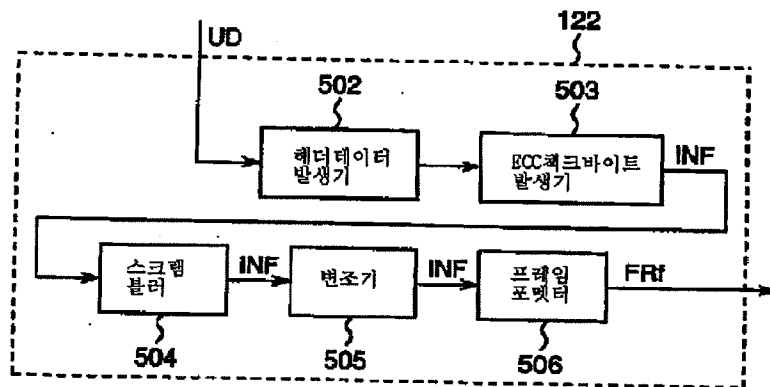 122
UD
502
503
헤더데이터
발생기
ECC책크바이트
발생기
INF
스크램
블러
INF
변조기
INF
프레임
포멧터
FRf
504
505
506